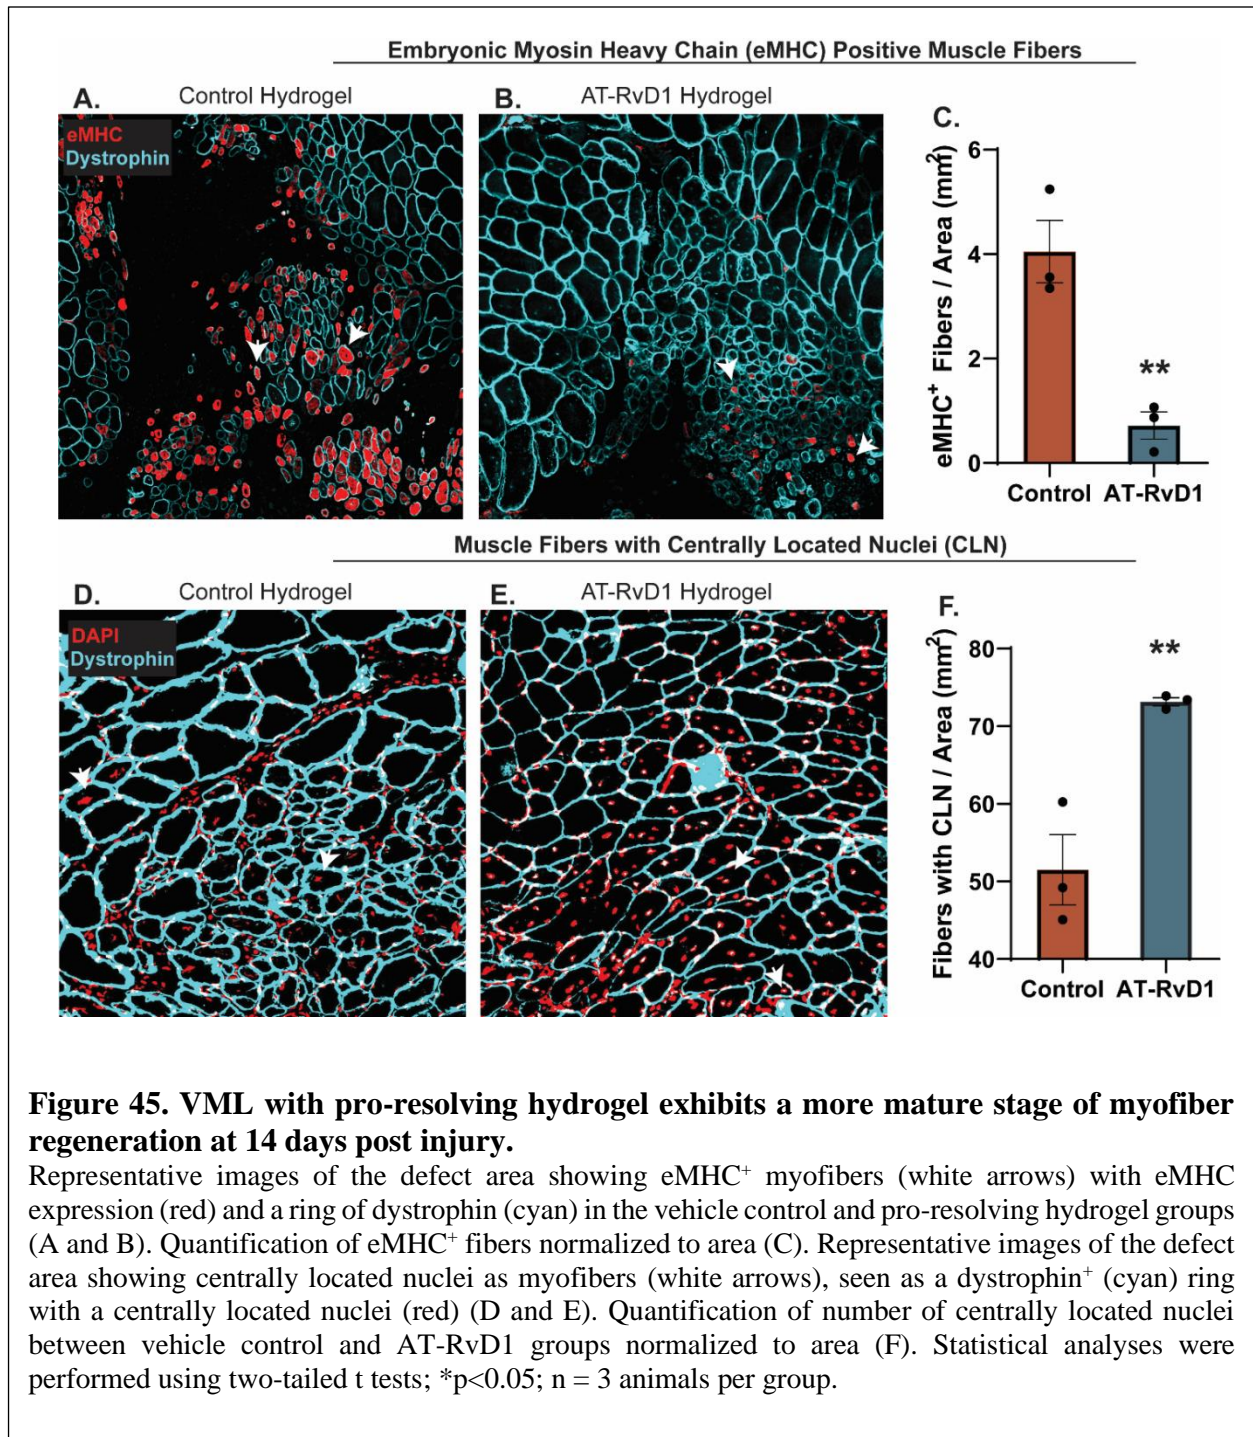 Embryonic Myosin Heavy Chain (eMHC) Positive Muscle Fibers
A. Control Hydrogel
B. AT-RvD1 Hydrogel
eMHC
Dystrophin
C.
eMHC⁺ Fibers / Area (mm²)
6
4
2
0
**
Control AT-RvD1
Muscle Fibers with Centrally Located Nuclei (CLN)
D. Control Hydrogel
E. AT-RvD1 Hydrogel
DAPI
Dystrophin
F.
Fibers with CLN / Area (mm²)
80
70
60
50
40
**
Control AT-RvD1
Figure 45. VML with pro-resolving hydrogel exhibits a more mature stage of myofiber
regeneration at 14 days post injury.
Representative images of the defect area showing eMHC⁺ myofibers (white arrows) with eMHC
expression (red) and a ring of dystrophin (cyan) in the vehicle control and pro-resolving hydrogel groups
(A and B). Quantification of eMHC⁺ fibers normalized to area (C). Representative images of the defect
area showing centrally located nuclei as myofibers (white arrows), seen as a dystrophin⁺ (cyan) ring
with a centrally located nuclei (red) (D and E). Quantification of number of centrally located nuclei
between vehicle control and AT-RvD1 groups normalized to area (F). Statistical analyses were
performed using two-tailed t tests; *p<0.05; n = 3 animals per group.